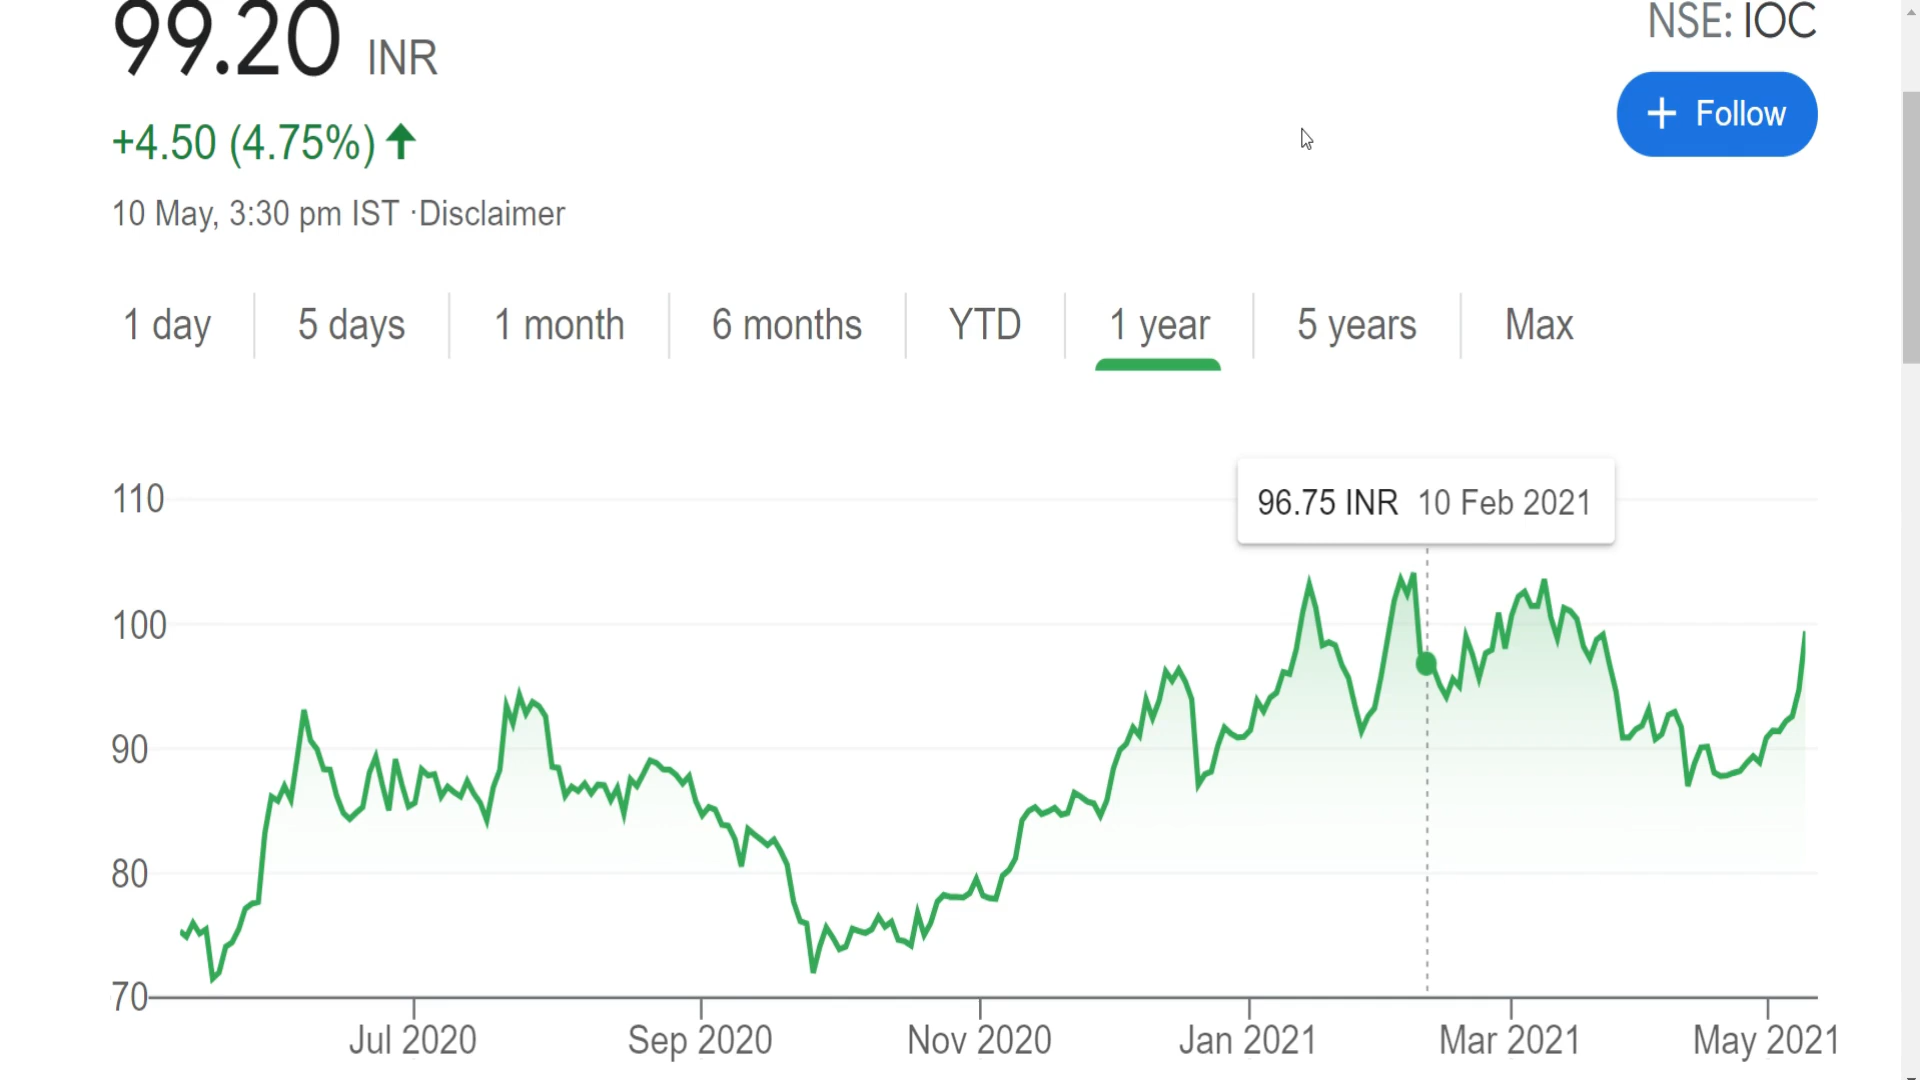 99.20 INR
NSE: IOC
+ Follow
+4.50 (4.75%)
10 May, 3:30 pm IST ·Disclaimer
1 day
5 days
1 month
6 months
YTD
1 year
5 years
Max
96.75 INR 10 Feb 2021
110
100
90
80
70
Jul 2020
Sep 2020
Nov 2020
Jan 2021
Mar 2021
May 2021